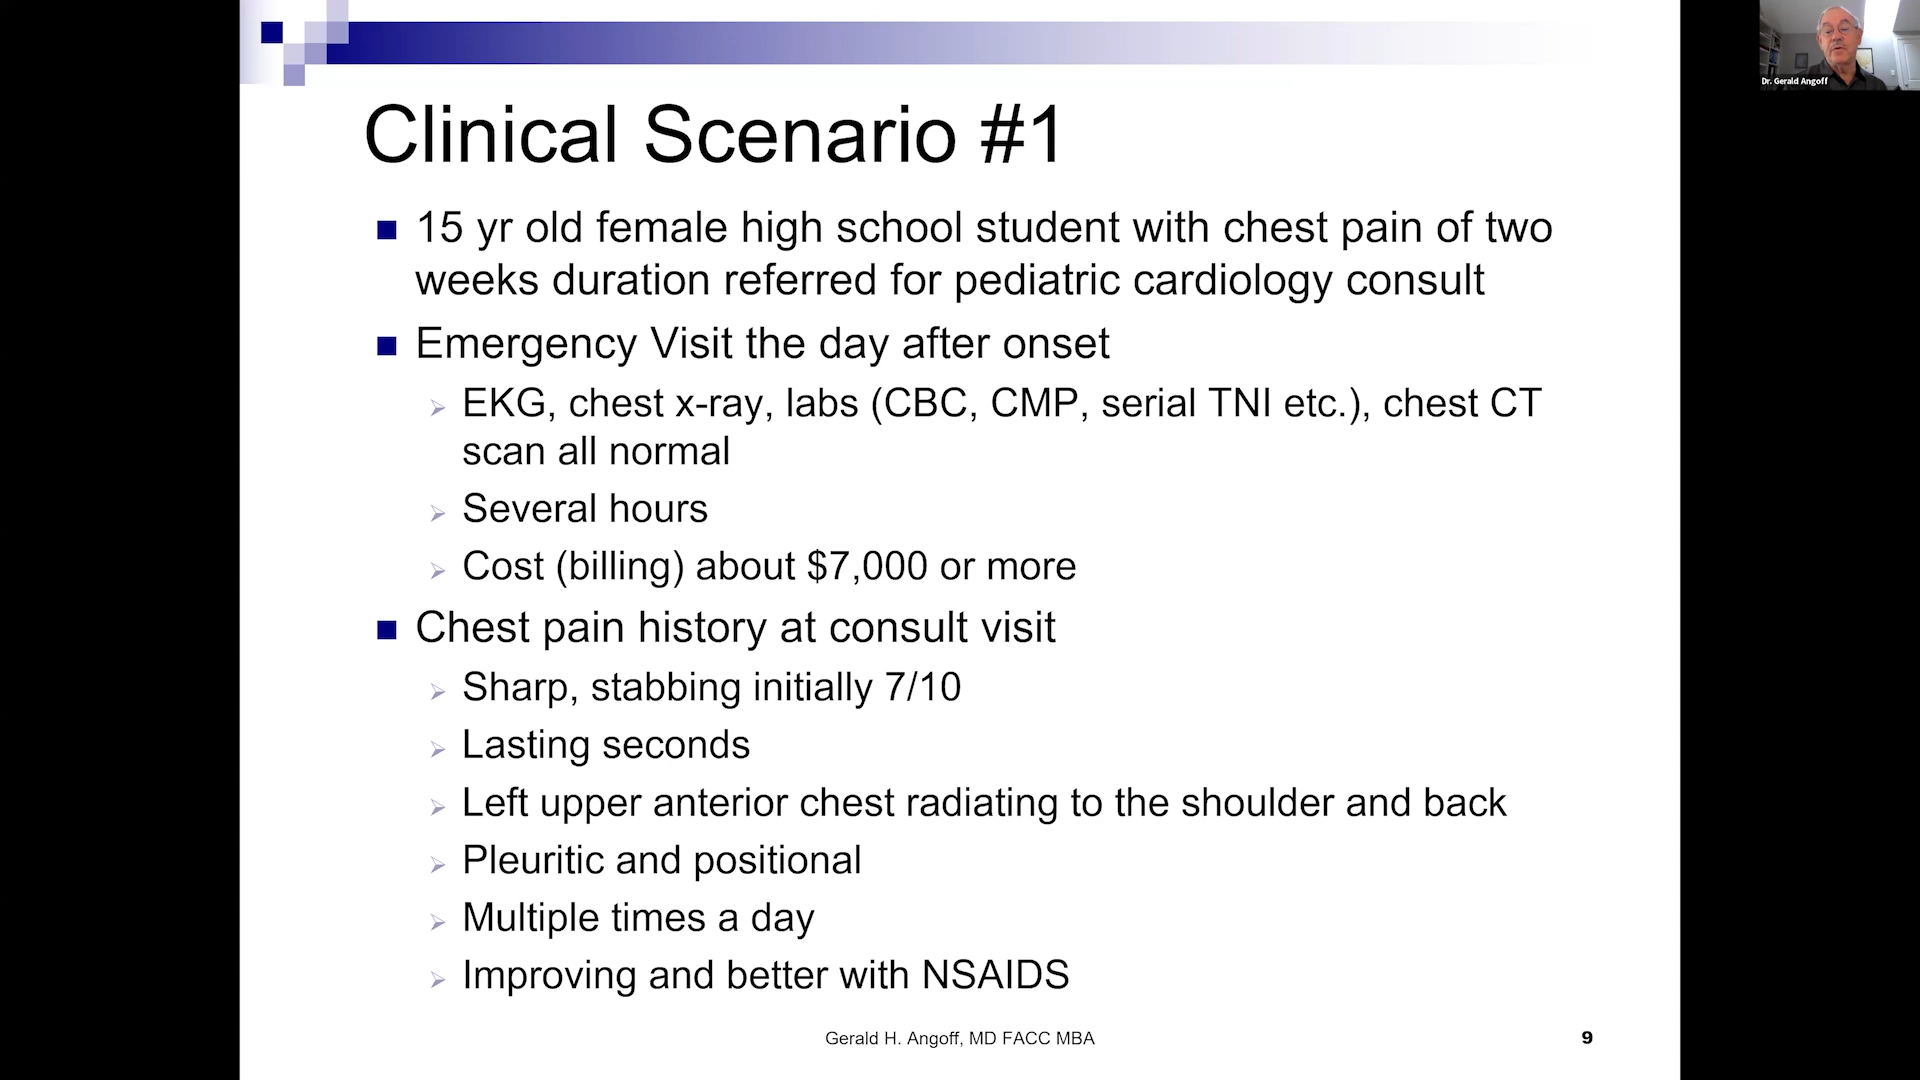 Dr. Gerald Angoff
Clinical Scenario #1
15 yr old female high school student with chest pain of two
weeks duration referred for pediatric cardiology consult
Emergency Visit the day after onset
EKG, chest x-ray, labs (CBC, CMP, serial TNI etc.), chest CT
scan all normal
Several hours
Cost (billing) about $7,000 or more
Chest pain history at consult visit
Sharp, stabbing initially 7/10
Lasting seconds
Left upper anterior chest radiating to the shoulder and back
Pleuritic and positional
Multiple times a day
Improving and better with NSAIDS
Gerald H. Angoff, MD FACC MBA
9